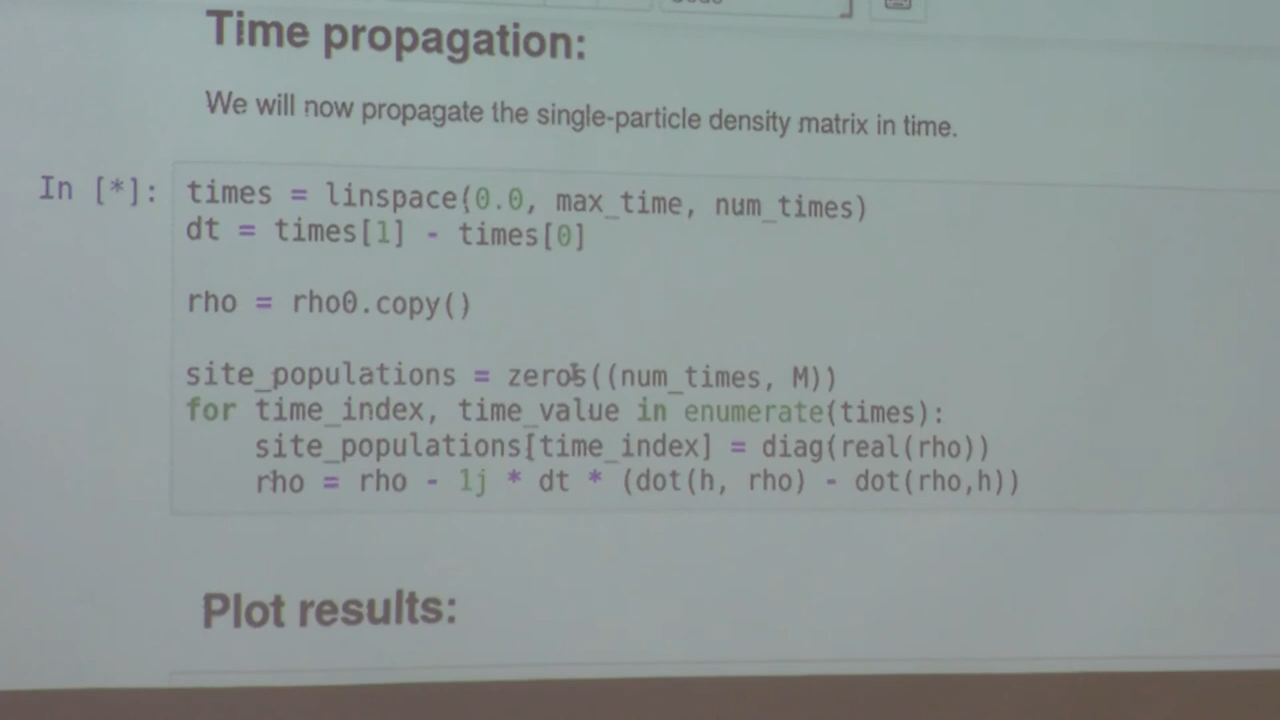 Time propagation:
We will now propagate the single-particle density matrix in time.
In [*]:
times = linspace(0.0, max_time, num_times)
dt = times[1] - times[0]
rho = rho0.copy()
site_populations = zeros((num_times, M))
for time_index, time_value in enumerate(times):
    site_populations[time_index] = diag(real(rho))
    rho = rho - 1j * dt * (dot(h, rho) - dot(rho,h))
Plot results: